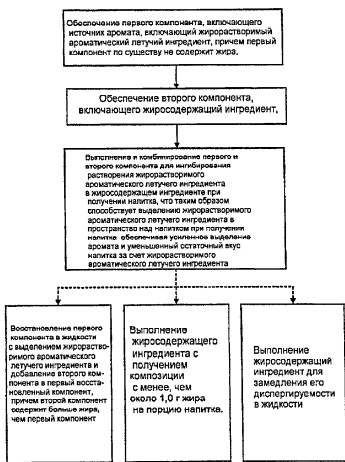 Обеспечение первого компонента, включающего
источник аромата, включающий жирорастворимый
ароматический летучий ингредиент, причем первый
компонент по существу не содержит жира,
Обеспечение второго компонента,
включающего жиросодержащий ингредиент,
Выполнение и комбинирование первого и
второго компонента для ингибирования
растворения жирорастворимого
ароматического летучего ингредиента
в жиросодержащем ингредиенте при
получении напитка, что таким образом
способствует выделению жирорастворимого
ароматического летучего ингредиента в
пространство над напитком при получении
напитка обеспечивая усиленное выделение
аромата и уменьшенный остаточный вкус
напитка за счет жирорастворимого
ароматического летучего ингредиента
Восстановление первого
компонента в жидкости
с выделением жирораство-
римого ароматического
летучего ингредиента и
добавление второго ком-
понента в первый восста-
новленный компонент,
причем второй компонент
содержит больше жира,
чем первый компонент
Выполнение
жиросодержащего
ингредиента с
получением
композиции
с менее, чем
около 1,0 г жира
на порцию напитка.
Выполнение
жиросодержащий
ингредиент для
замедления его
диспергируемости
в жидкости